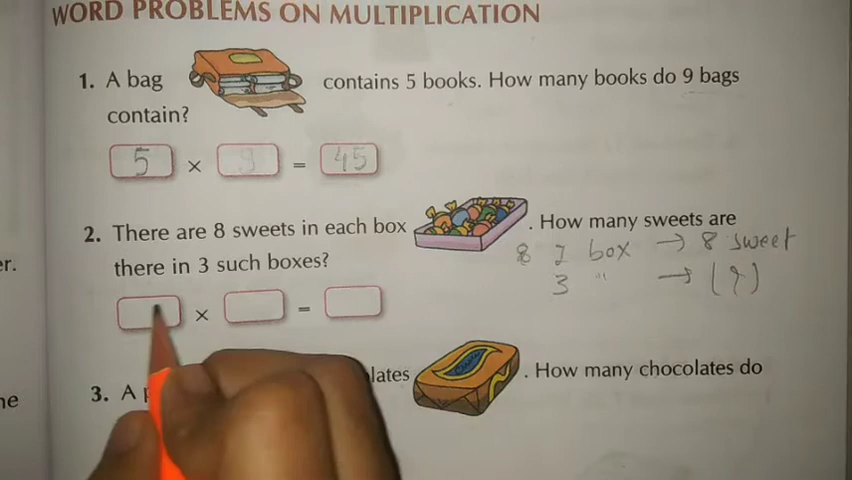 WORD PROBLEMS ON MULTIPLICATION
1. A bag contains 5 books. How many books do 9 bags
contain?
5 × 9 = 45
2. There are 8 sweets in each box . How many sweets are
there in 3 such boxes?
1 box → 8 sweet
3 " → (?)
× =
er.
3. A lates . How many chocolates do
ne